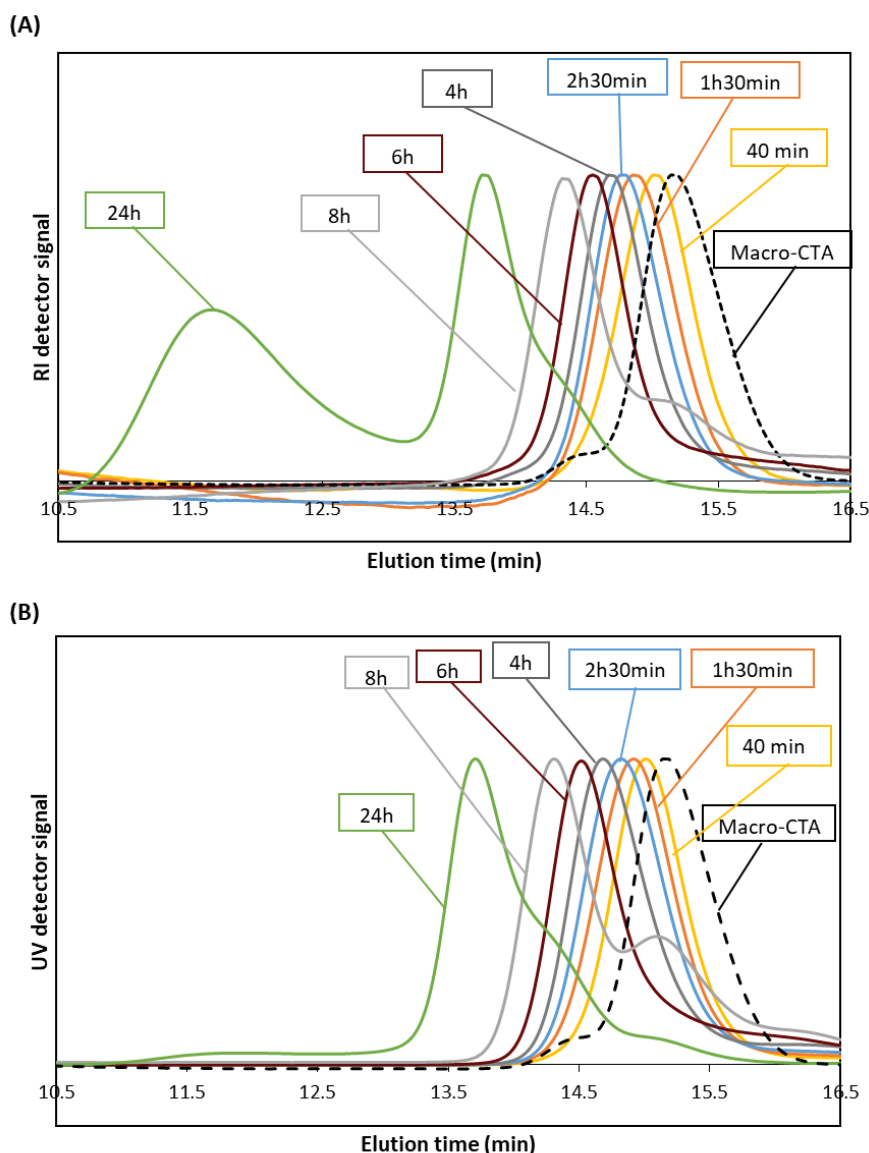 (A)
2h30min
1h30min
4h
40 min
6h
24h
8h
Macro-CTA
RI detector signal
10.5 11.5 12.5 13.5 14.5 15.5 16.5
Elution time (min)
(B)
8h
6h
4h
2h30min
1h30min
40 min
24h
Macro-CTA
UV detector signal
10.5 11.5 12.5 13.5 14.5 15.5 16.5
Elution time (min)